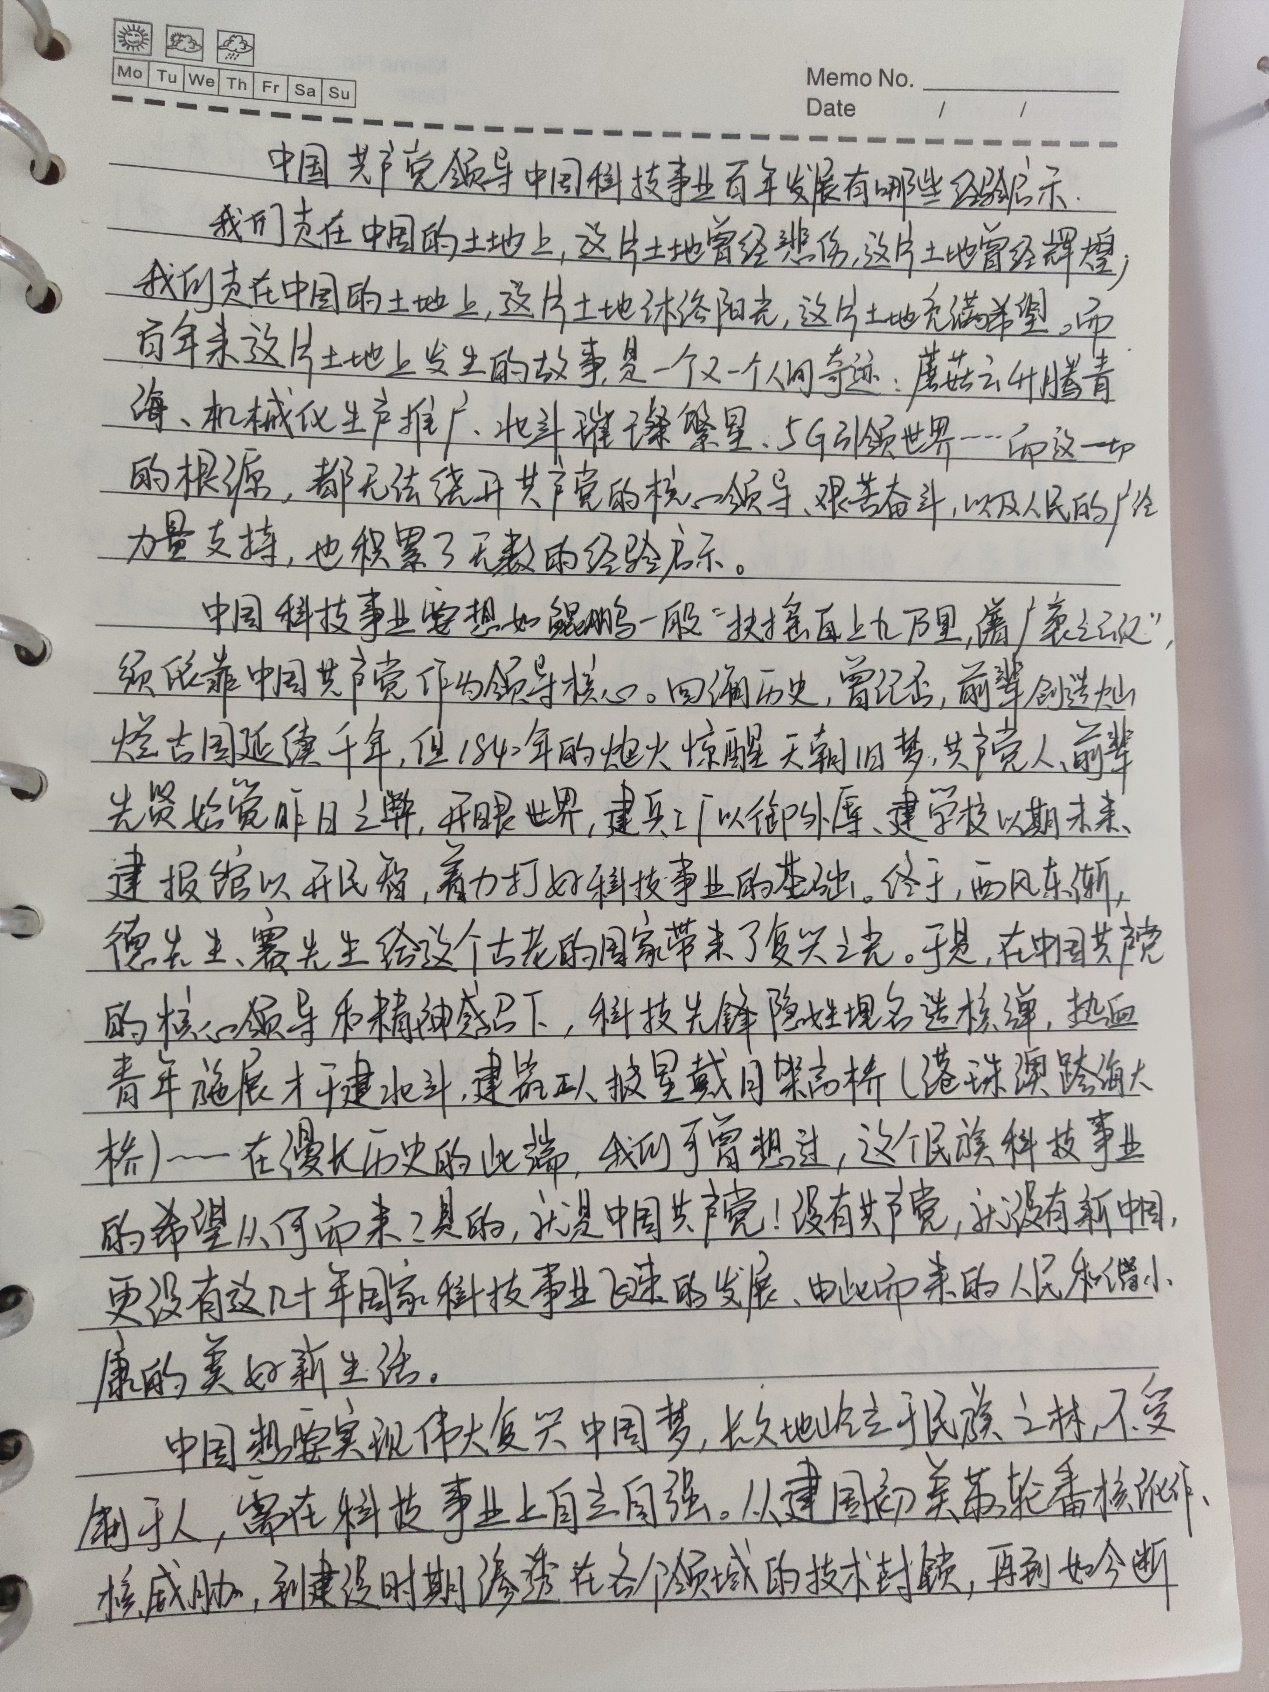 Mo Tu We Th Fr Sa Su
Memo No.
Date / /
中国共产党领导中国科技事业百年发展有哪些经验启示.
我们克在中国的土地上,这片土地曾经悲伤,这片土地曾经辉煌;
我们克在中国的土地上,这片土地沐浴阳光,这片土地充满希望。而
百年来这片土地上发生的故事,是一个又一个人间奇迹:蘑菇云升腾青
海、机械化生产推广、北斗璀璨繁星、5G引领世界……而这一切
的根源,都无法绕开共产党的核心领导、艰苦奋斗,以及人民的
力量支持,也积累了无数的经验启示。
中国科技事业要想如鲲鹏一般“扶摇直上九万里,
须依靠中国共产党作为领导核心。回溯历史,曾记否,前辈创造灿
烂古国延续千年,但1842年的炮火惊醒天朝旧梦,共产党人、前辈
先贤始觉昨日之弊,开眼世界,建兵工厂以御外辱、建学校以期未来、
建报馆以开民智,着力打好科技事业的基础。终于,西风东渐,
德先生、赛先生给这个古老的国家带来了复兴之光。于是,在中国共产党
的核心领导和精神感召下,科技先锋隐姓埋名造核弹,热血
青年施展才干建北斗,建筑工人披星戴月架高桥(港珠澳跨海大
桥)……在漫长历史的此端,我们可曾想过,这个民族科技事业
的希望从何而来?是的,就是中国共产党!没有共产党,就没有新中国,
更没有这几十年国家科技事业飞速的发展、由此而来的人民和谐小
康的美好新生活。
中国想要实现伟大复兴中国梦,长久地屹立于民族之林,不受
制于人,需在科技事业上自立自强。从建国初美苏轮番核讹诈、
核威胁,到建设时期渗透在各个领域的技术封锁,再到如今断